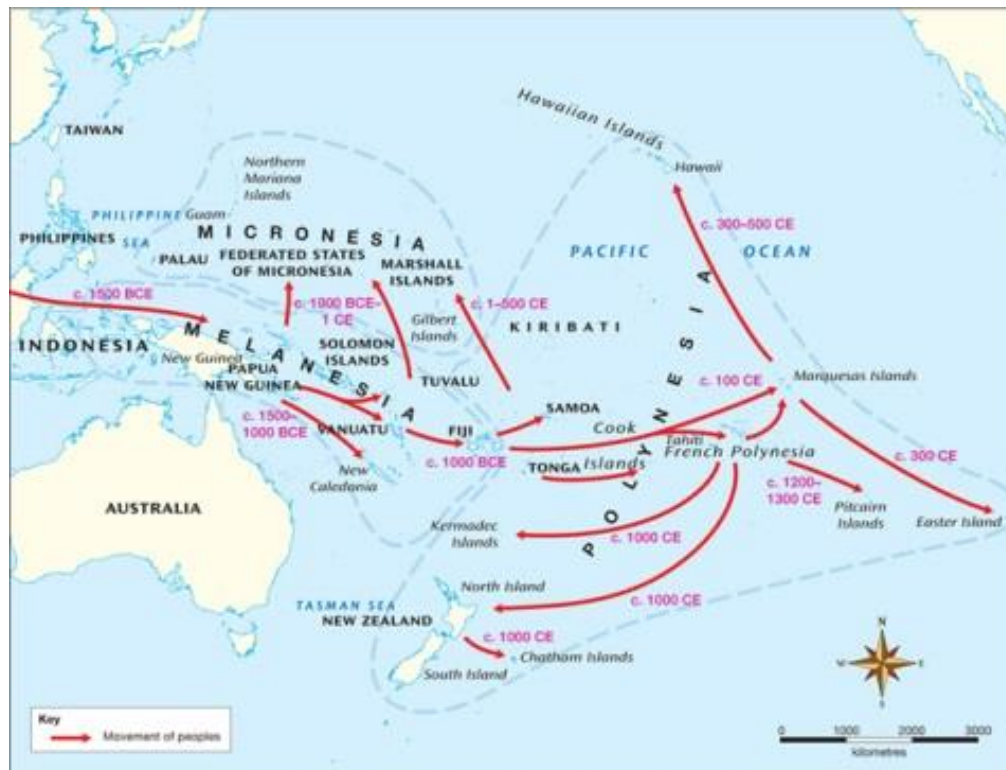 Hawaiian Islands
TAIWAN
Hawaii
Northern
Mariana
Islands
PHILIPPINE
SEA
Guam
PHILIPPINES
PALAU
MICRONESIA
FEDERATED STATES
OF MICRONESIA
MARSHALL
ISLANDS
c. 300–500 CE
PACIFIC OCEAN
c. 1500 BCE
c. 1900 BCE–
1 CE
c. 1–500 CE
Gilbert
Islands
KIRIBATI
INDONESIA
MELANESIA
New Guinea
PAPUA
NEW GUINEA
SOLOMON
ISLANDS
TUVALU
POLYNESIA
c. 100 CE
Marquesas Islands
c. 1500–
1000 BCE
VANUATU
FIJI
c. 1000 BCE
SAMOA
Cook
Islands
Tahiti
French Polynesia
TONGA
New
Caledonia
c. 300 CE
c. 1200–
1300 CE
Pitcairn
Islands
Easter Island
AUSTRALIA
Kermadec
Islands
c. 1000 CE
North Island
TASMAN SEA
NEW ZEALAND
c. 1000 CE
c. 1000 CE
Chatham Islands
South Island
N
W
E
S
Key
Movement of peoples
0 1000 2000 3000
kilometres